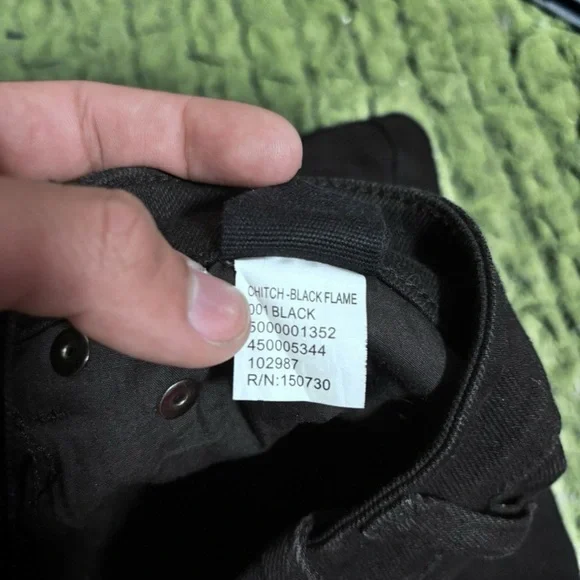 CHITCH -BLACK FLAME
001 BLACK
5000001352
450005344
102987
R/N:150730